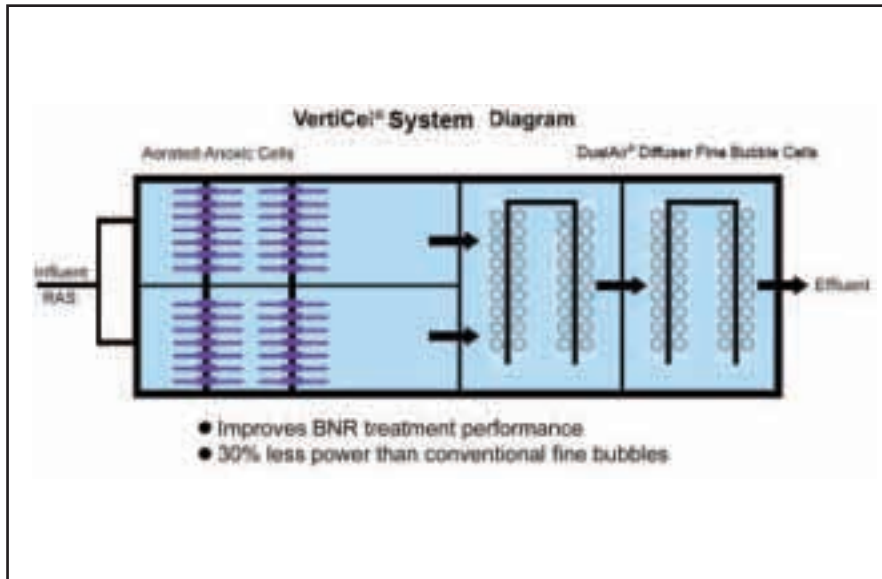 VertiCel® System Diagram
Aerated-Anoxic Cells
DualAir® Diffuser Fine Bubble Cells
Influent
RAS
Effluent
● Improves BNR treatment performance
● 30% less power than conventional fine bubbles